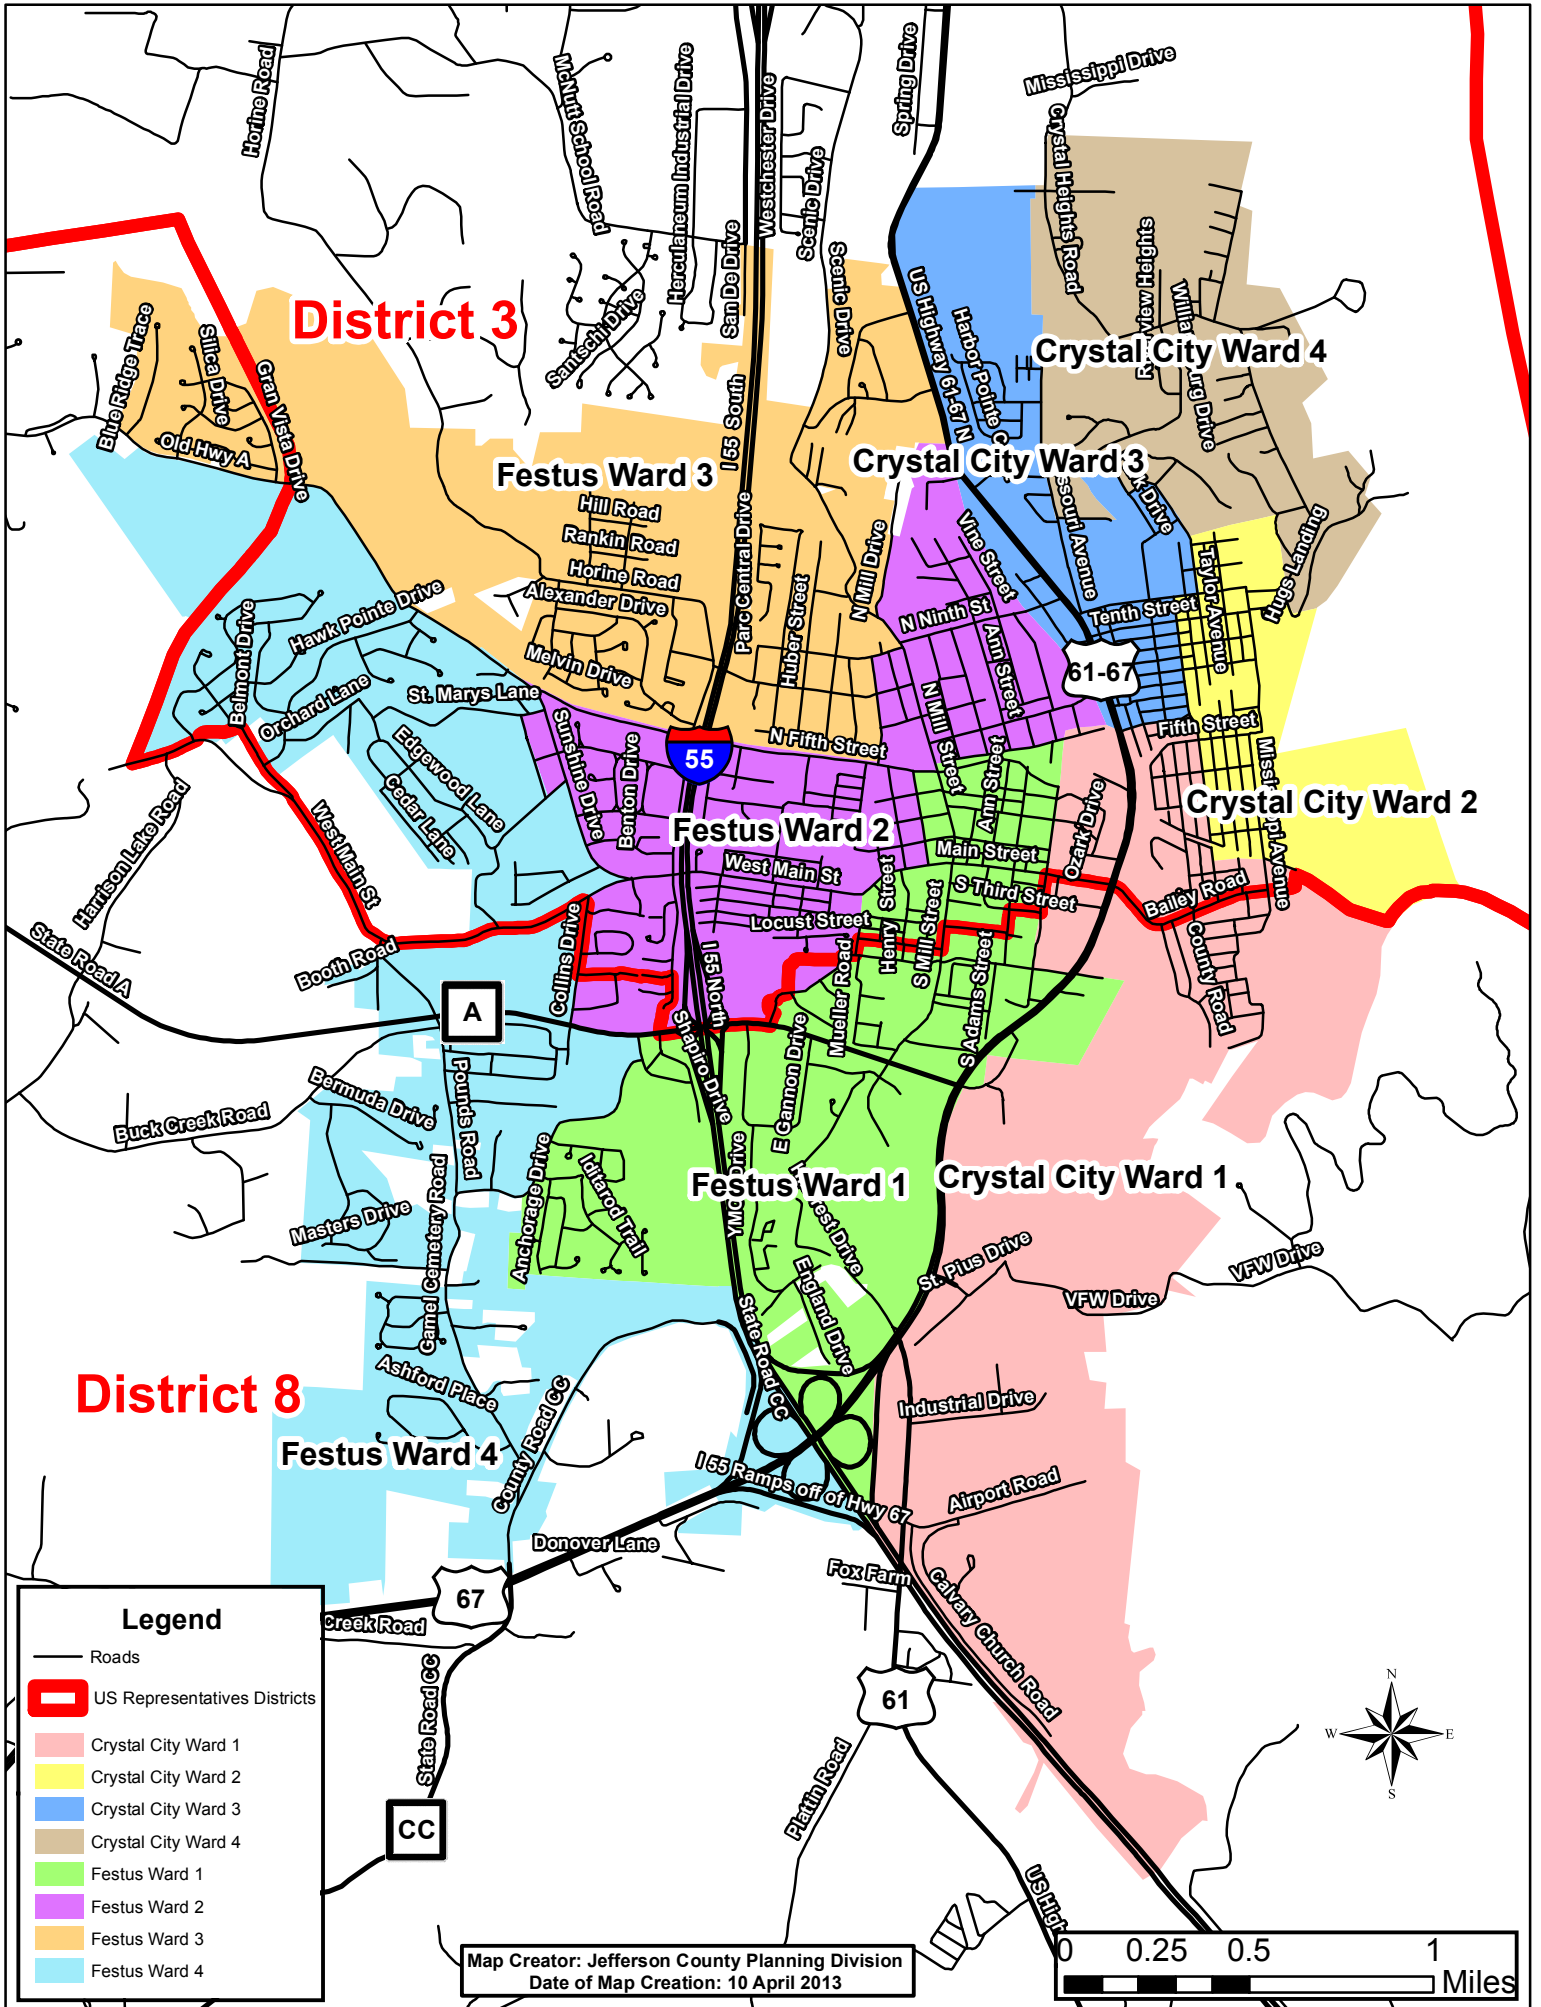 Horine Road
McNutt School Road
Herculaneum Industrial Drive
Westchester Drive
Spring Drive
Mississippi Drive
Crystal Heights Road
Scenic Drive
San De Drive
Santschi Drive
Scenic Drive
US Highway 61-67 N
District 3
Blue Ridge Trace
Silica Drive
Gran Vista Drive
Old Hwy A
I 55 South
Harbor Pointe
Crystal City Ward 4
Festus Ward 3
Crystal City Ward 3
Hill Road
Rankin Road
Horine Road
Alexander Drive
Parc Central Drive
Huber Street
N Mill Drive
Vine Street
Taylor Avenue
Hugs Landing
Tenth Street
N Ninth St
Ann Street
61-67
Hawk Pointe Drive
Belmont Drive
Melvin Drive
St. Marys Lane
Orchard Lane
N Mill Street
Fifth Street
N Fifth Street
55
Sunshine Drive
Benton Drive
Edgewood Lane
Cedar Lane
Ann Street
Ozark Drive
Crystal City Ward 2
Festus Ward 2
West Main St
Harrison Lake Road
Main Street
West Main St
S Third Street
Henry Street
S Mill Street
Bailey Road
Locust Street
State Road A
Booth Road
Collins Drive
I 55 North
Mueller Road
S Adams Street
County Road
A
Shapiro Drive
E Gannon Drive
Bermuda Drive
Pounds Road
Buck Creek Road
Festus Ward 1
Crystal City Ward 1
Anchorage Drive
Iditarod Trail
Masters Drive
Gamel Cemetery Road
England Drive
St. Pius Drive
VFW Drive
VFW Drive
State Road CC
District 8
Ashford Place
Industrial Drive
Festus Ward 4
County Road CC
I 55 Ramps off of Hwy 67
Airport Road
Donover Lane
Fox Farm
67
Calvary Church Road
Creek Road
State Road CC
61
Plattin Road
CC
US High
Legend
Roads
US Representatives Districts
Crystal City Ward 1
Crystal City Ward 2
Crystal City Ward 3
Crystal City Ward 4
Festus Ward 1
Festus Ward 2
Festus Ward 3
Festus Ward 4
N
W E
S
Map Creator: Jefferson County Planning Division
Date of Map Creation: 10 April 2013
0 0.25 0.5 1
Miles